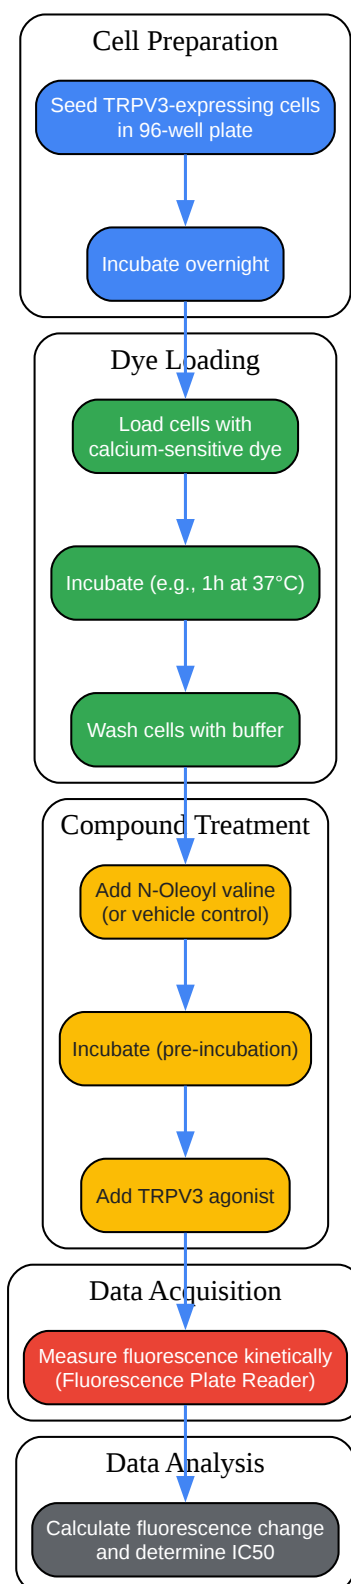 Cell Preparation
Seed TRPV3-expressing cells
in 96-well plate
Incubate overnight
Dye Loading
Load cells with
calcium-sensitive dye
Incubate (e.g., 1h at 37°C)
Wash cells with buffer
Compound Treatment
Add N-Oleoyl valine
(or vehicle control)
Incubate (pre-incubation)
Add TRPV3 agonist
Data Acquisition
Measure fluorescence kinetically
(Fluorescence Plate Reader)
Data Analysis
Calculate fluorescence change
and determine IC50